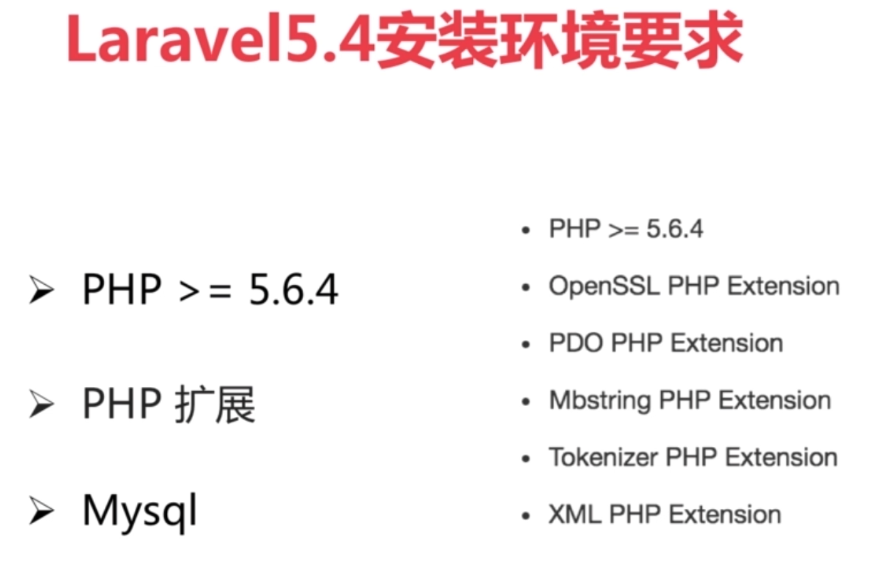 Laravel5.4安装环境要求
➢ PHP >= 5.6.4
➢ PHP 扩展
➢ Mysql
• PHP >= 5.6.4
• OpenSSL PHP Extension
• PDO PHP Extension
• Mbstring PHP Extension
• Tokenizer PHP Extension
• XML PHP Extension